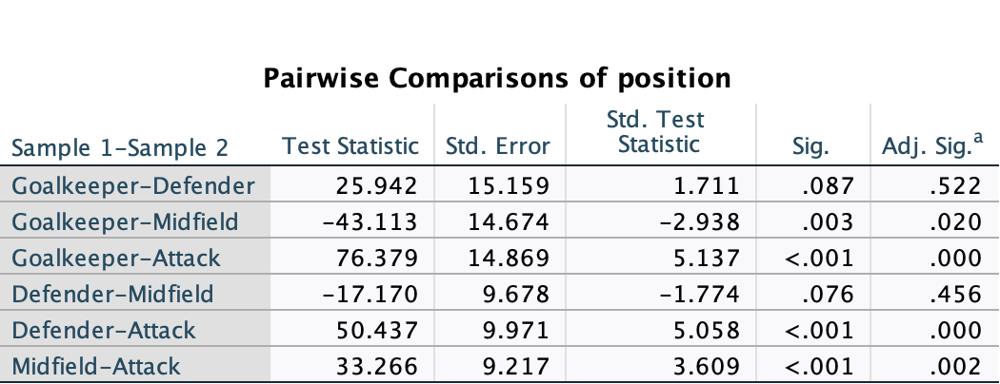 Pairwise Comparisons of position
Sample 1-Sample 2 Test Statistic Std. Error Std. Test Statistic Sig. Adj. Sig.a
Goalkeeper-Defender 25.942 15.159 1.711 .087 .522
Goalkeeper-Midfield -43.113 14.674 -2.938 .003 .020
Goalkeeper-Attack 76.379 14.869 5.137 <.001 .000
Defender-Midfield -17.170 9.678 -1.774 .076 .456
Defender-Attack 50.437 9.971 5.058 <.001 .000
Midfield-Attack 33.266 9.217 3.609 <.001 .002